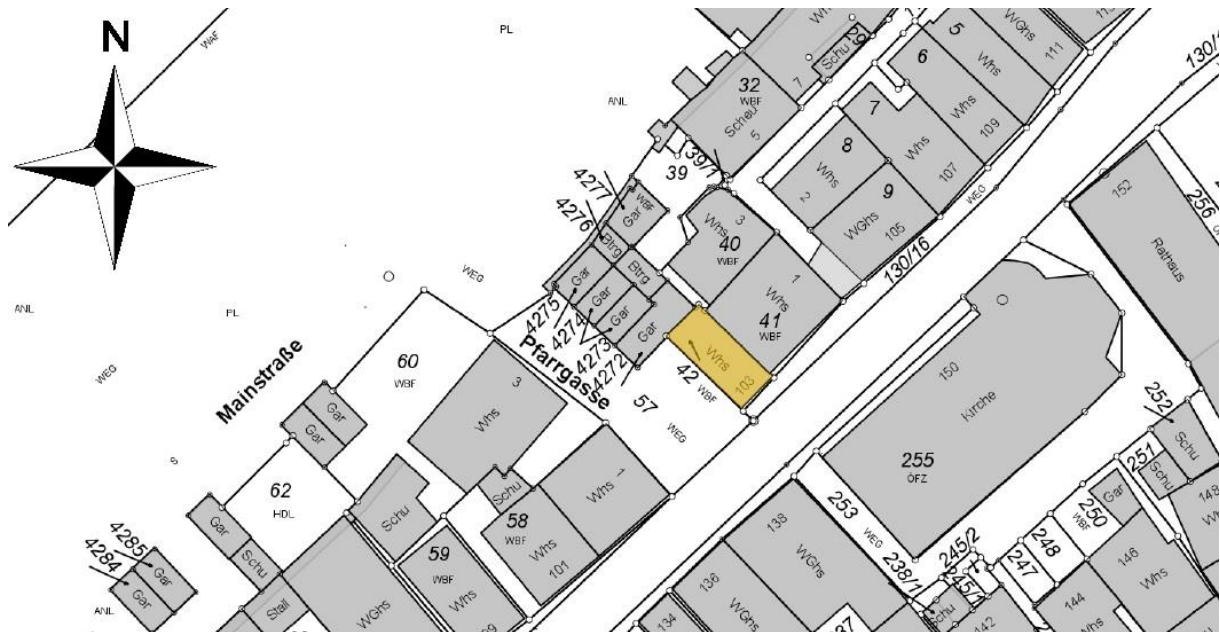 N
WAF
PL
ANL
32
WBF
Scheu
5
7
Schu
29
5
Whs
WGhs
111
6
Whs
109
7
Whs
107
8
Whs
2
9
WGhs
105
WEG
130/16
152
Rathaus
256
39/1
39
4277
4276
WBF
Gar
Btrg
Btrg
Whs
3
40
WBF
1
Whs
41
WBF
WEG
Gar
Gar
Gar
Gar
4275
4274
4273
4272
Pfarrgasse
Whs
103
42
WBF
57
WEG
ANL
PL
WEG
Mainstraße
60
WBF
3
Whs
Gar
Gar
S
62
HDL
Schu
Schu
1
Whs
58
WBF
Whs
101
59
WBF
Whs
Gar
Schu
Stall
WGhs
4285
4284
Gar
Gar
ANL
150
Kirche
255
ÖFZ
253
WEG
138
WGhs
136
WGhs
134
238/1
245/2
245/1
247
248
250
WBF
251
252
Schu
Schu
Gar
148
146
Whs
144
Whs
142
Schu